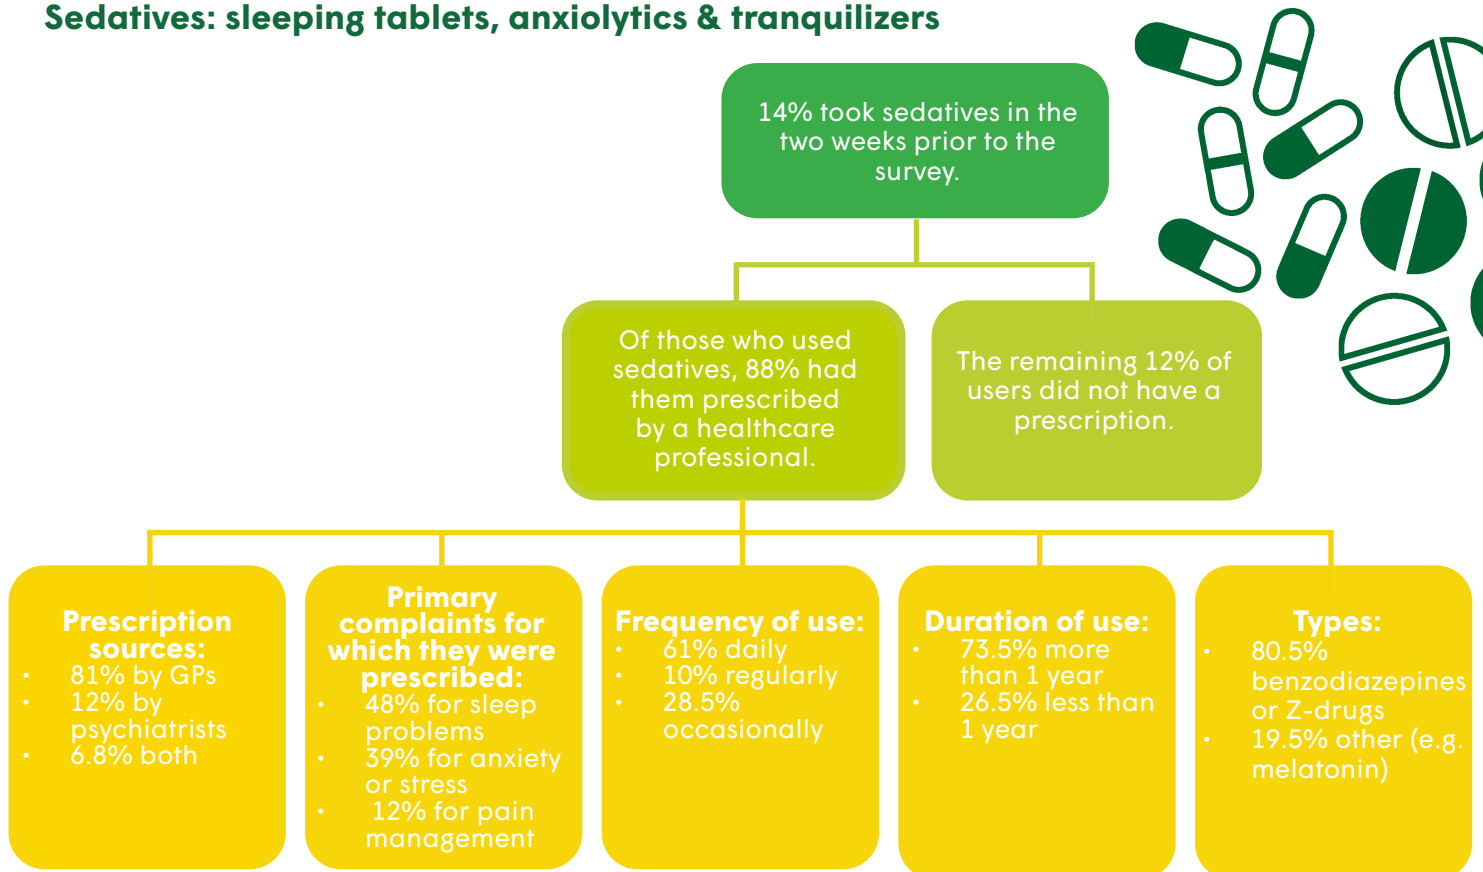 Sedatives: sleeping tablets, anxiolytics & tranquilizers
14% took sedatives in the
two weeks prior to the
survey.
Of those who used
sedatives, 88% had
them prescribed
by a healthcare
professional.
The remaining 12% of
users did not have a
prescription.
Prescription
sources:
• 81% by GPs
• 12% by
psychiatrists
• 6.8% both
Primary
complaints for
which they were
prescribed:
• 48% for sleep
problems
• 39% for anxiety
or stress
• 12% for pain
management
Frequency of use:
• 61% daily
• 10% regularly
• 28.5%
occasionally
Duration of use:
• 73.5% more
than 1 year
• 26.5% less than
1 year
Types:
• 80.5%
benzodiazepines
or Z-drugs
• 19.5% other (e.g.
melatonin)